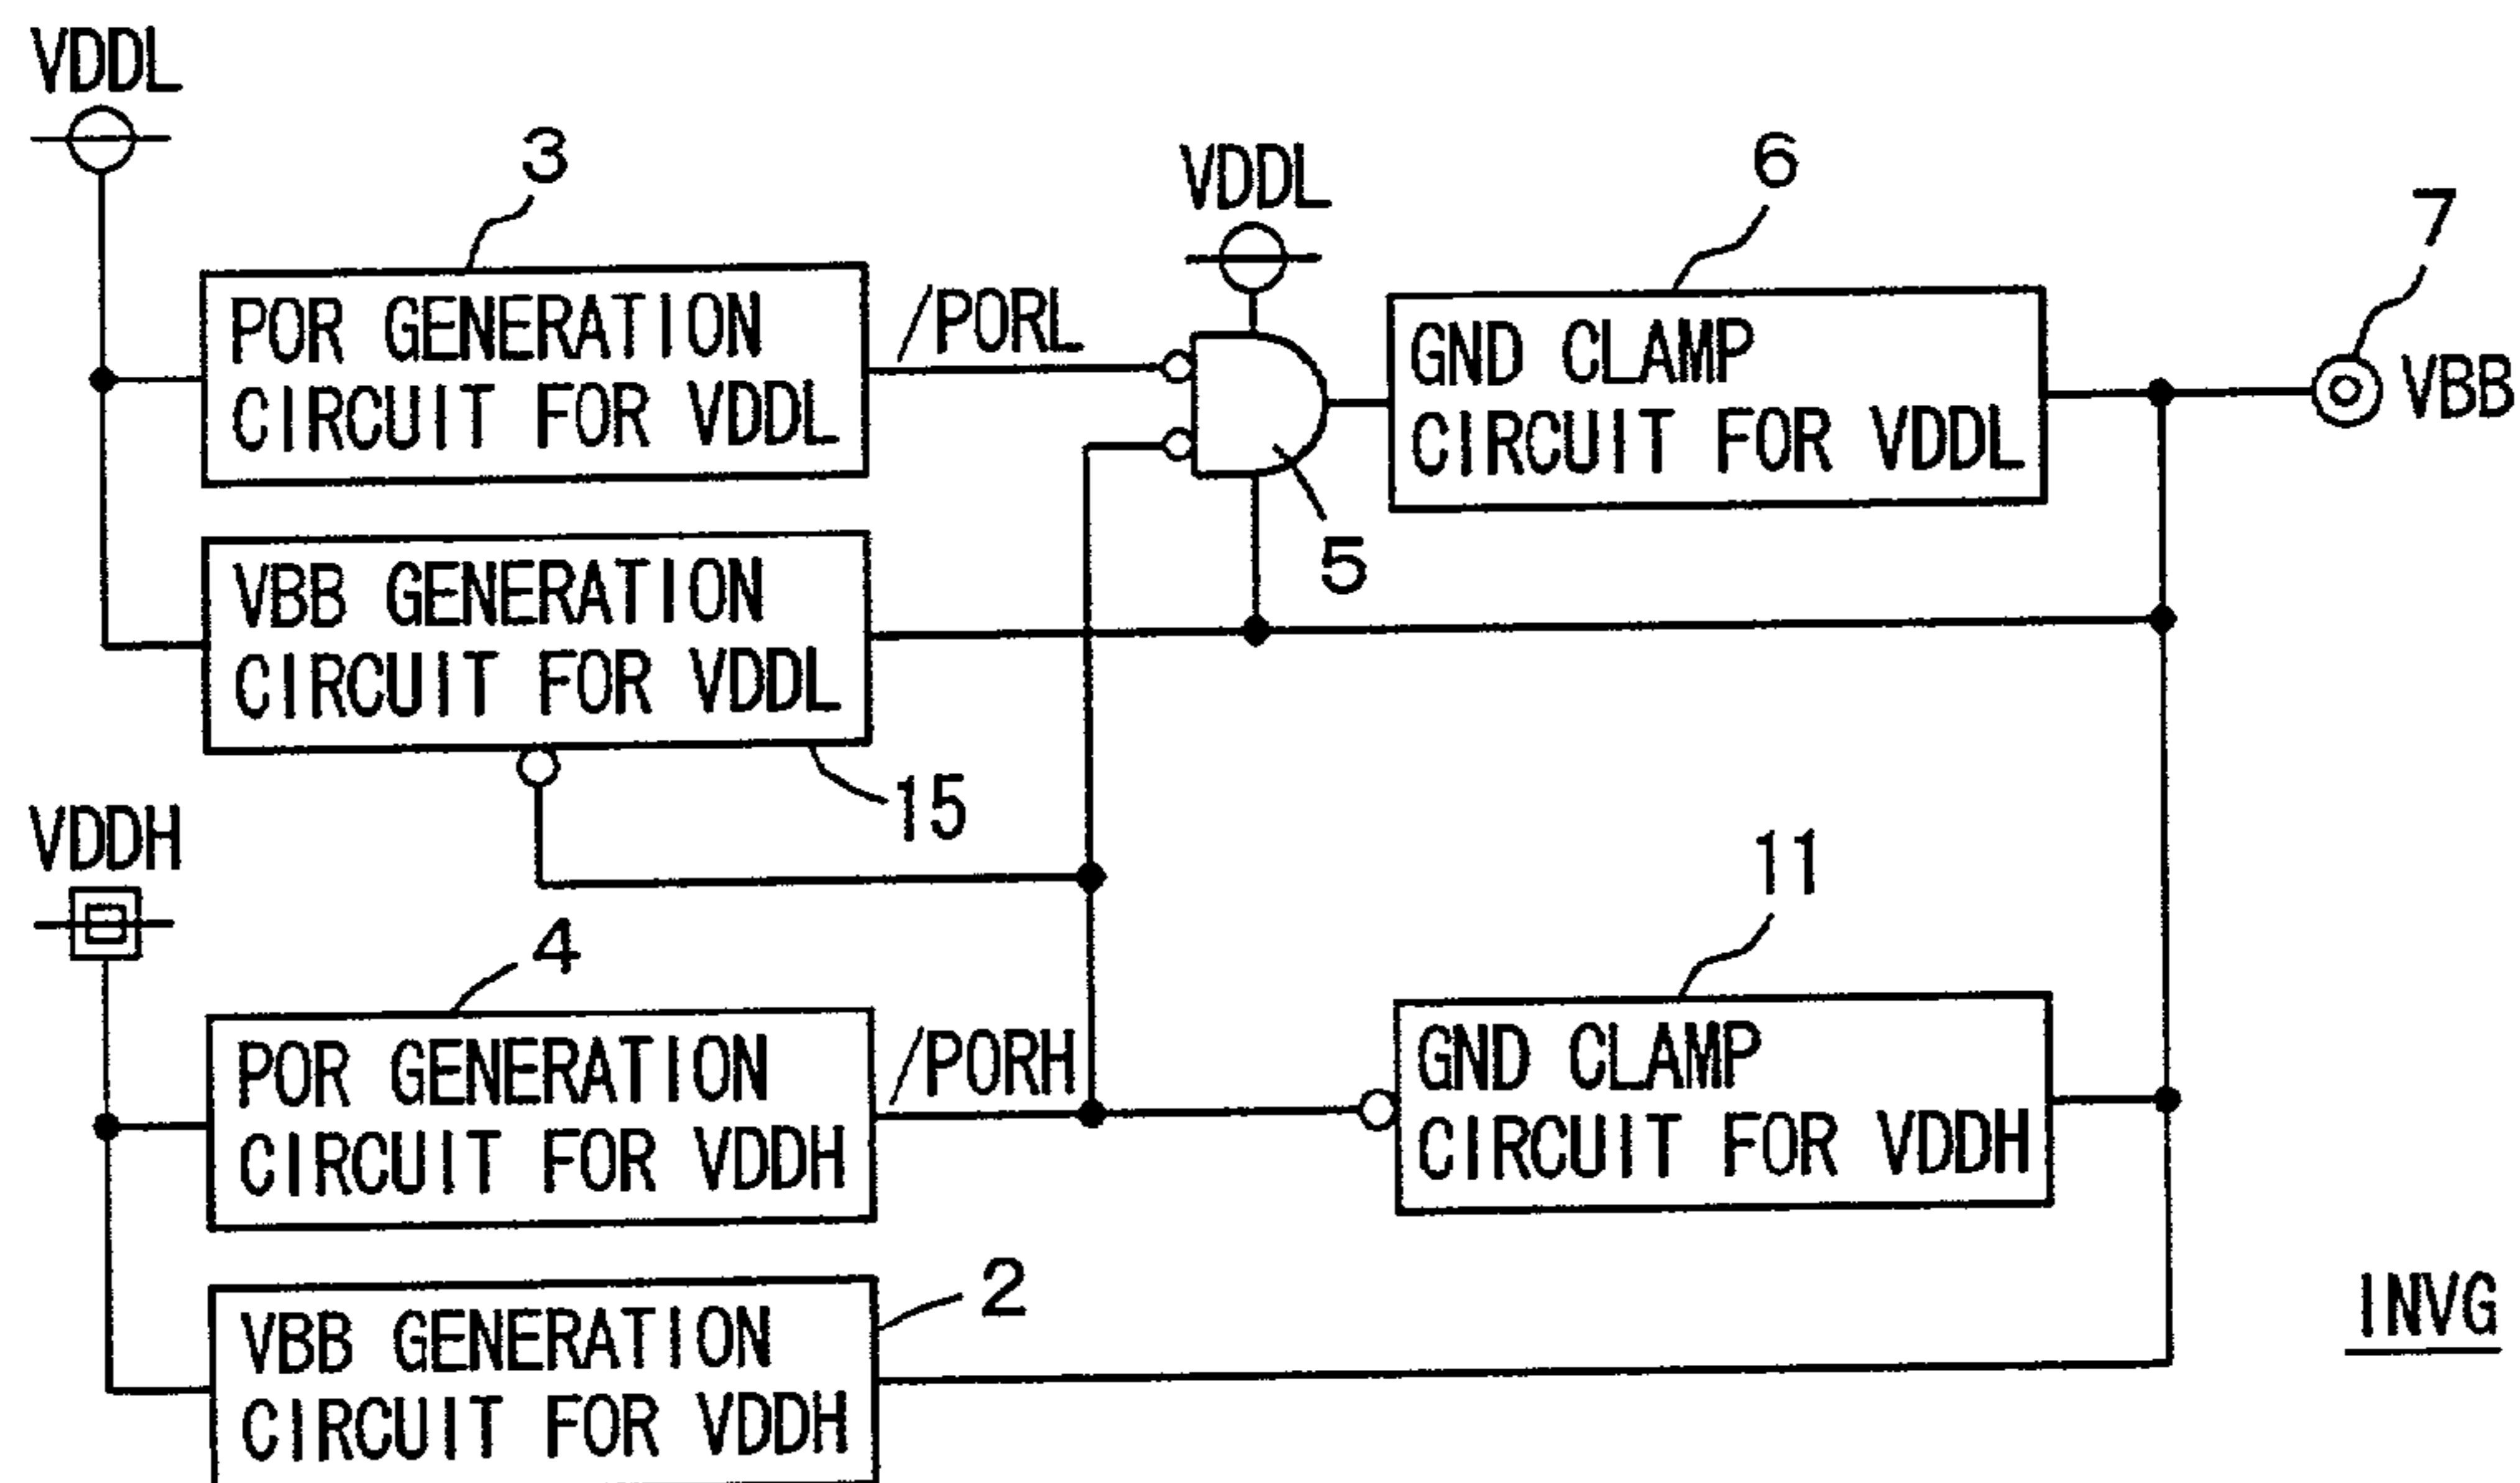 VDDL
3
VDDL
6
7
POR GENERATION
CIRCUIT FOR VDDL
/PORL
GND CLAMP
CIRCUIT FOR VDDL
VBB
5
VBB GENERATION
CIRCUIT FOR VDDL
15
VDDH
4
11
POR GENERATION
CIRCUIT FOR VDDH
/PORH
GND CLAMP
CIRCUIT FOR VDDH
2
VBB GENERATION
CIRCUIT FOR VDDH
INVG